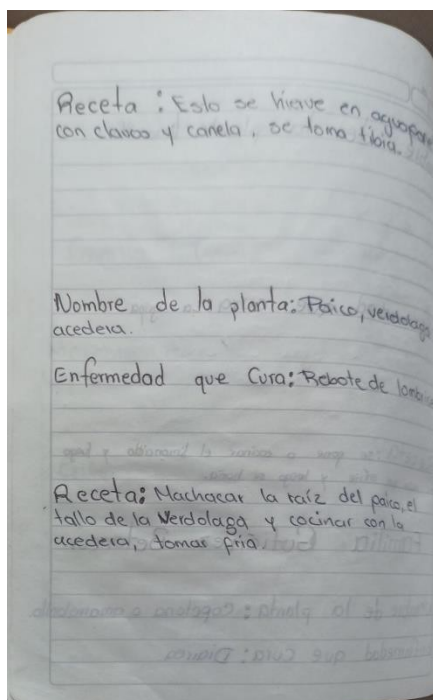 Receta: Esto se hierve en aguapanela
con clavos y canela, se toma tibia.
Nombre de la planta: Paico, verdolaga
acedera.
Enfermedad que Cura: Rebote de lombrices
Receta: Machacar la raíz del paico, el
tallo de la Verdolaga y cocinar con la
acedera, tomar fría.